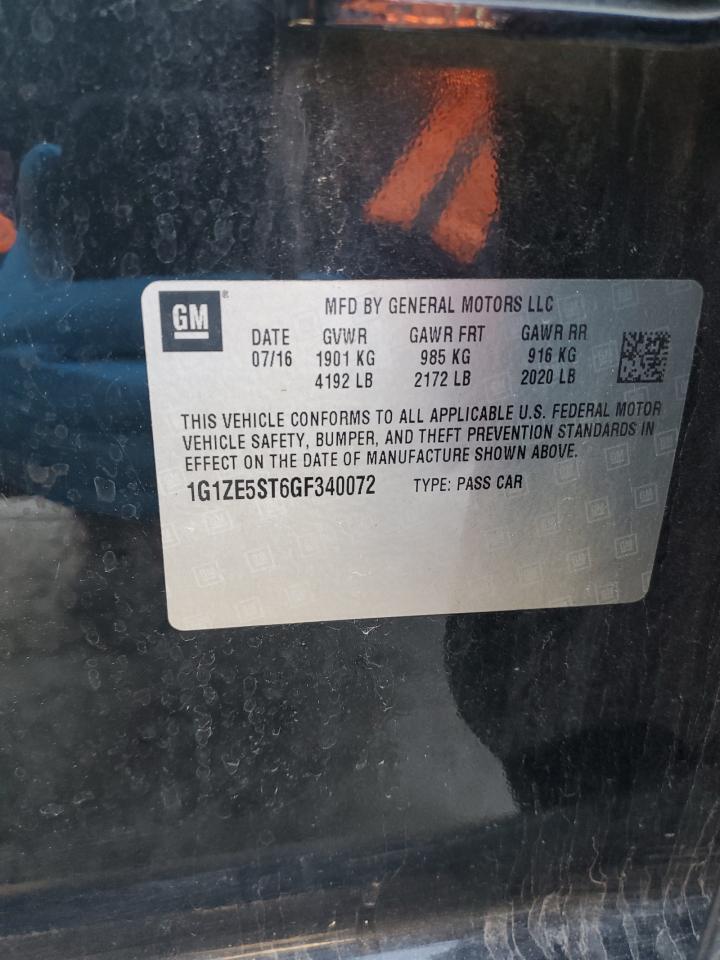 GM®
MFD BY GENERAL MOTORS LLC
DATE GVWR GAWR FRT GAWR RR
07/16 1901 KG 985 KG 916 KG
4192 LB 2172 LB 2020 LB
THIS VEHICLE CONFORMS TO ALL APPLICABLE U.S. FEDERAL MOTOR
VEHICLE SAFETY, BUMPER, AND THEFT PREVENTION STANDARDS IN
EFFECT ON THE DATE OF MANUFACTURE SHOWN ABOVE.
1G1ZE5ST6GF340072 TYPE: PASS CAR